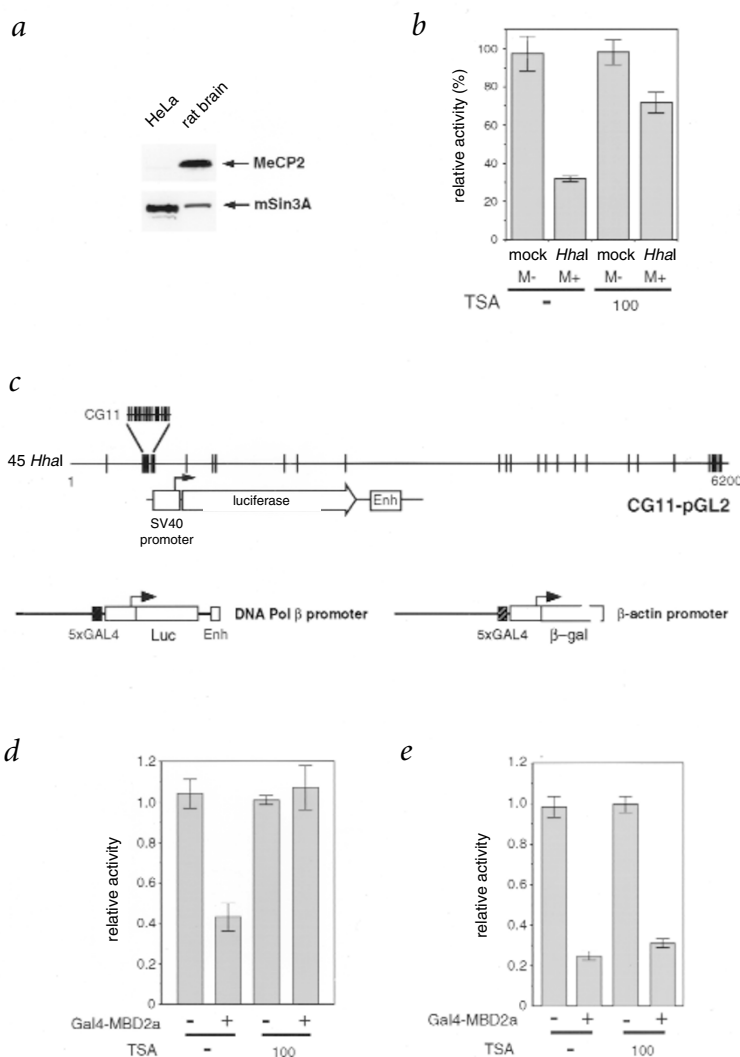 a
HeLa
rat brain
MeCP2
mSin3A
b
relative activity (%)
100
80
60
40
20
0
mock HhaI mock HhaI
M- M+ M- M+
TSA - 100
c
CG11
45 HhaI
1
6200
luciferase
Enh
CG11-pGL2
SV40
promoter
DNA Pol β promoter
5xGAL4 Luc Enh
β-actin promoter
5xGAL4 β-gal
d
relative activity
1.2
1.0
0.8
0.6
0.4
0.2
0
Gal4-MBD2a - + - +
TSA - 100
e
relative activity
1.2
1.0
0.8
0.6
0.4
0.2
0
Gal4-MBD2a - + - +
TSA - 100